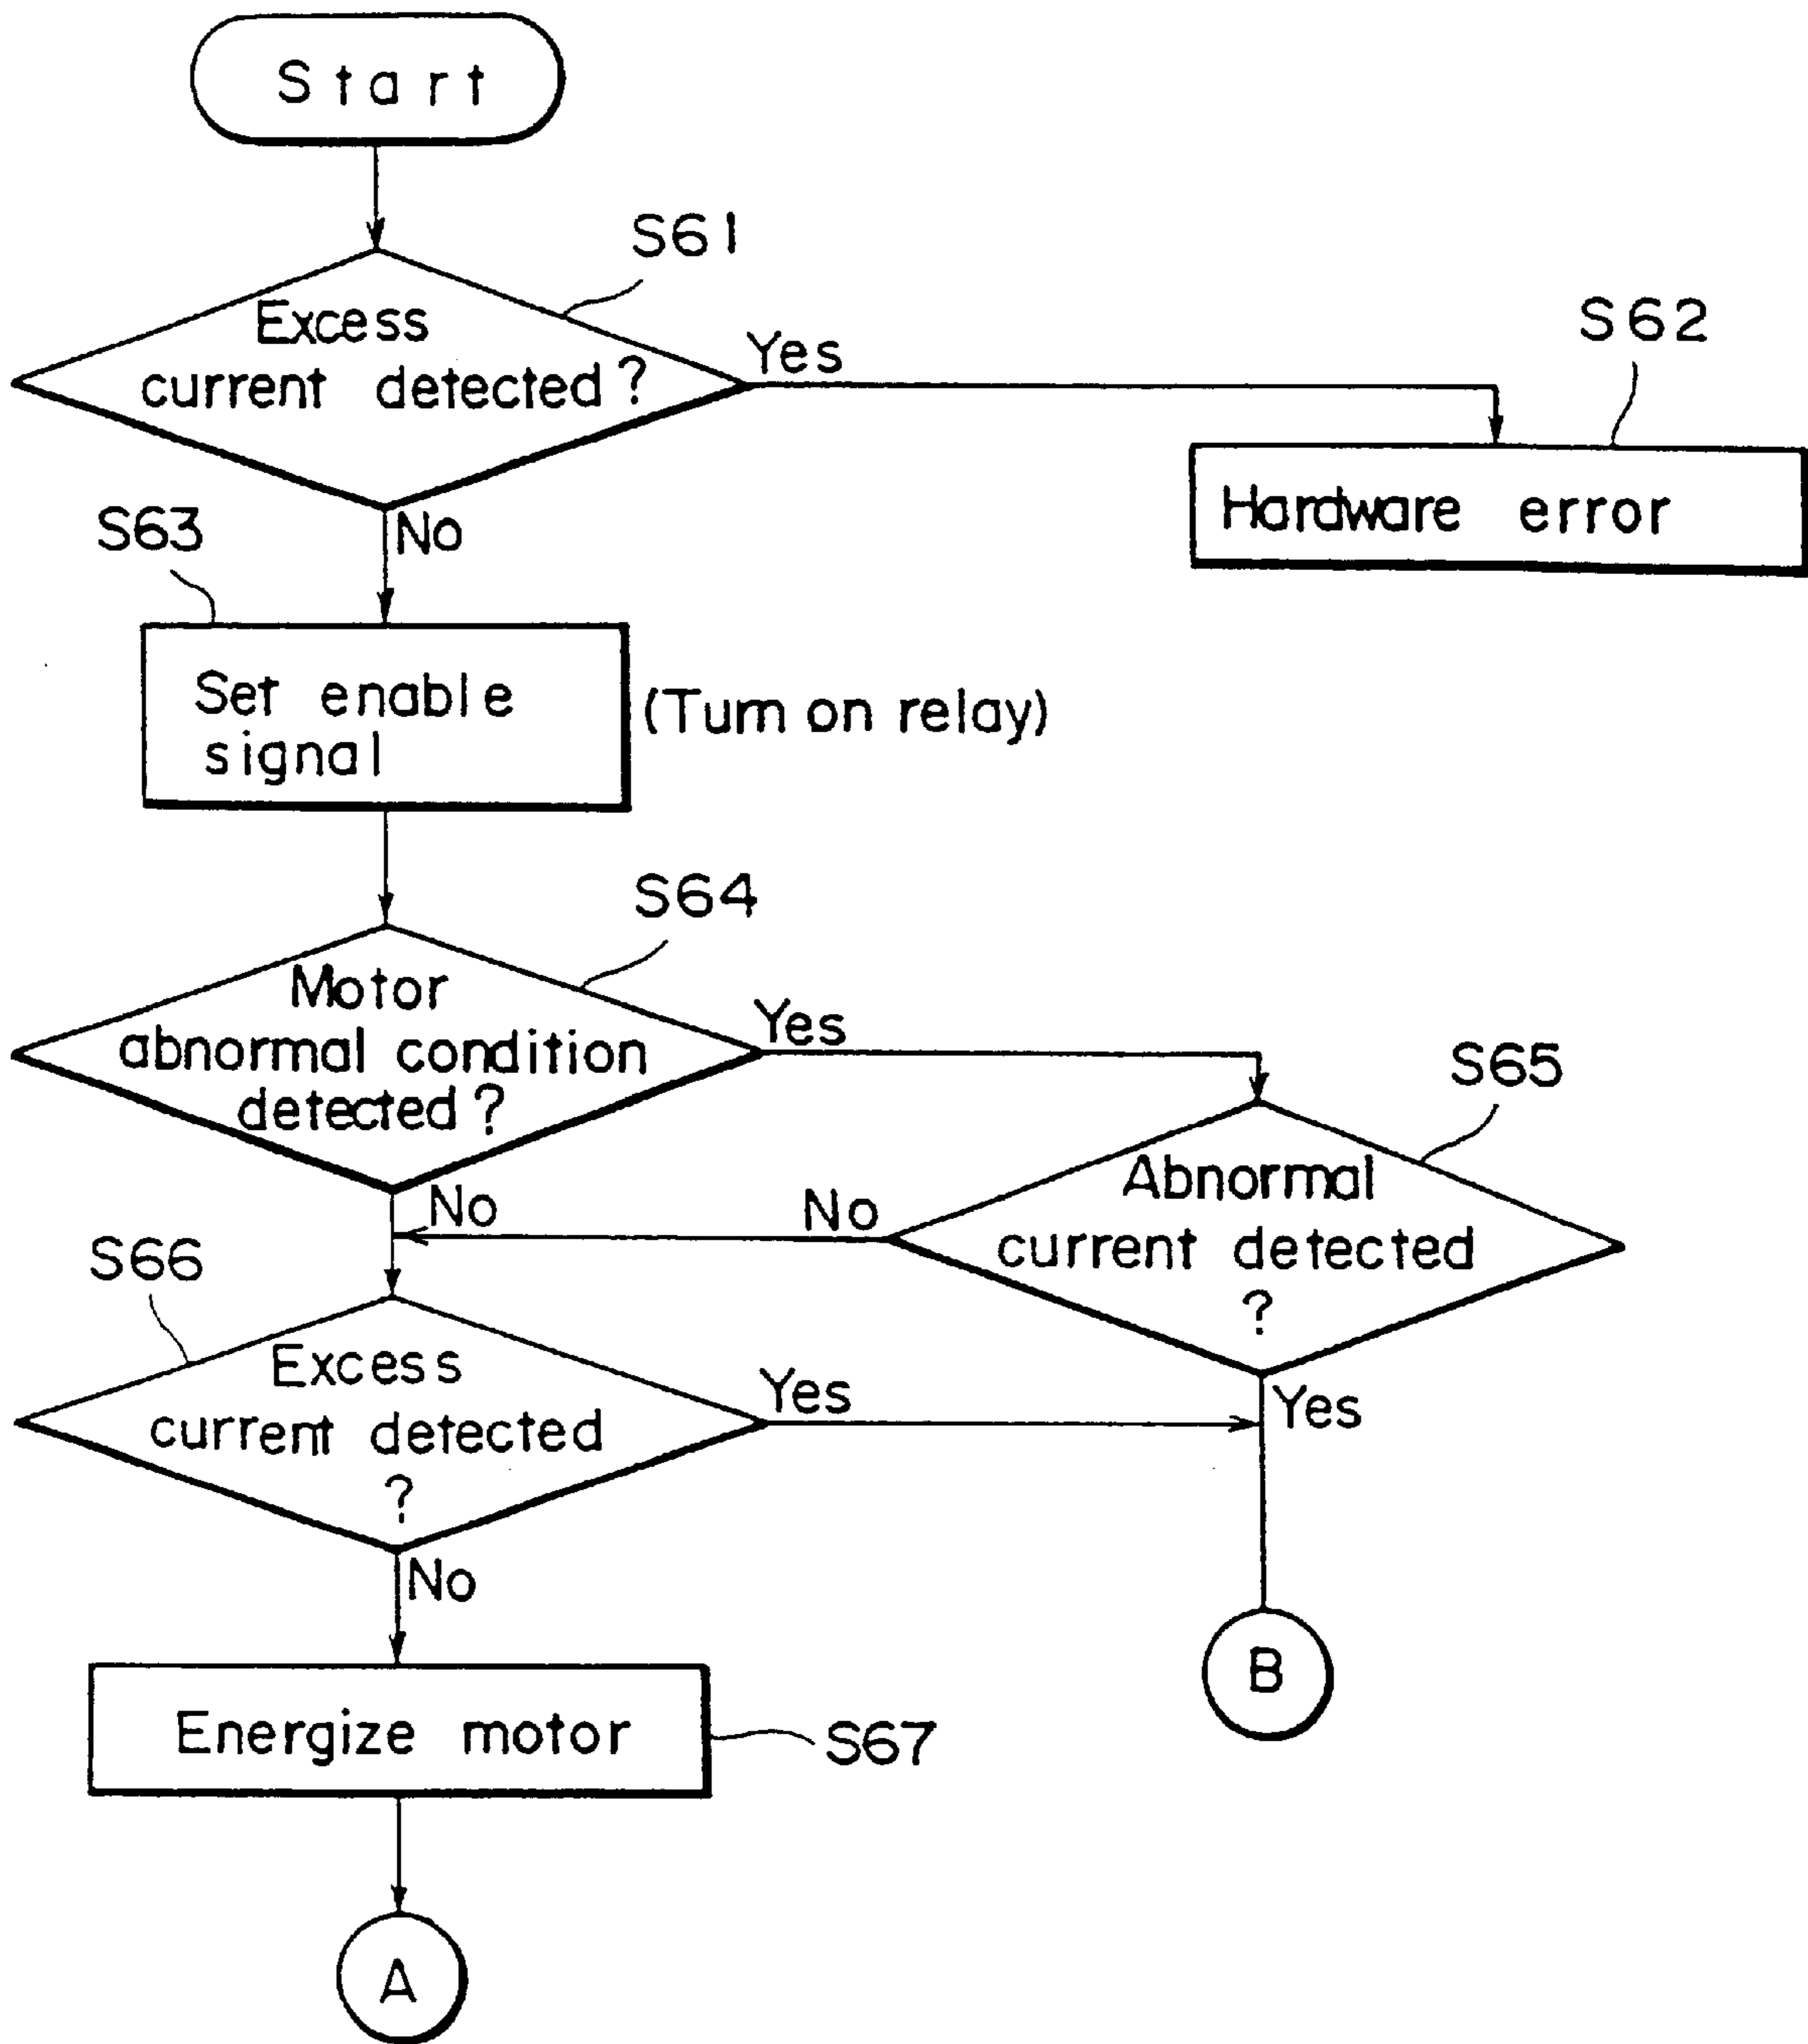 Start
S61
Excess
current detected?
Yes
S62
Hardware error
No
S63
Set enable
signal
(Turn on relay)
S64
Motor
abnormal condition
detected?
Yes
S65
Abnormal
current detected
?
No
No
S66
Excess
current detected
?
Yes
Yes
No
Energize motor
S67
B
A